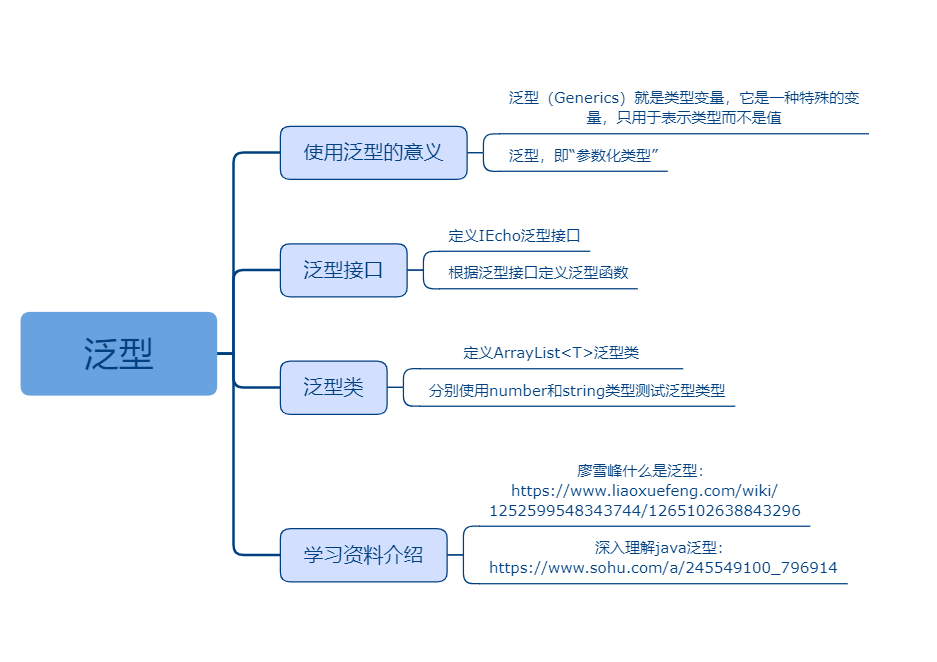 泛型
使用泛型的意义
泛型（Generics）就是类型变量，它是一种特殊的变
量，只用于表示类型而不是值
泛型，即“参数化类型”
泛型接口
定义IEcho泛型接口
根据泛型接口定义泛型函数
泛型类
定义ArrayList<T>泛型类
分别使用number和string类型测试泛型类型
学习资料介绍
廖雪峰什么是泛型：
https://www.liaoxuefeng.com/wiki/
1252599548343744/1265102638843296
深入理解java泛型：
https://www.sohu.com/a/245549100_796914